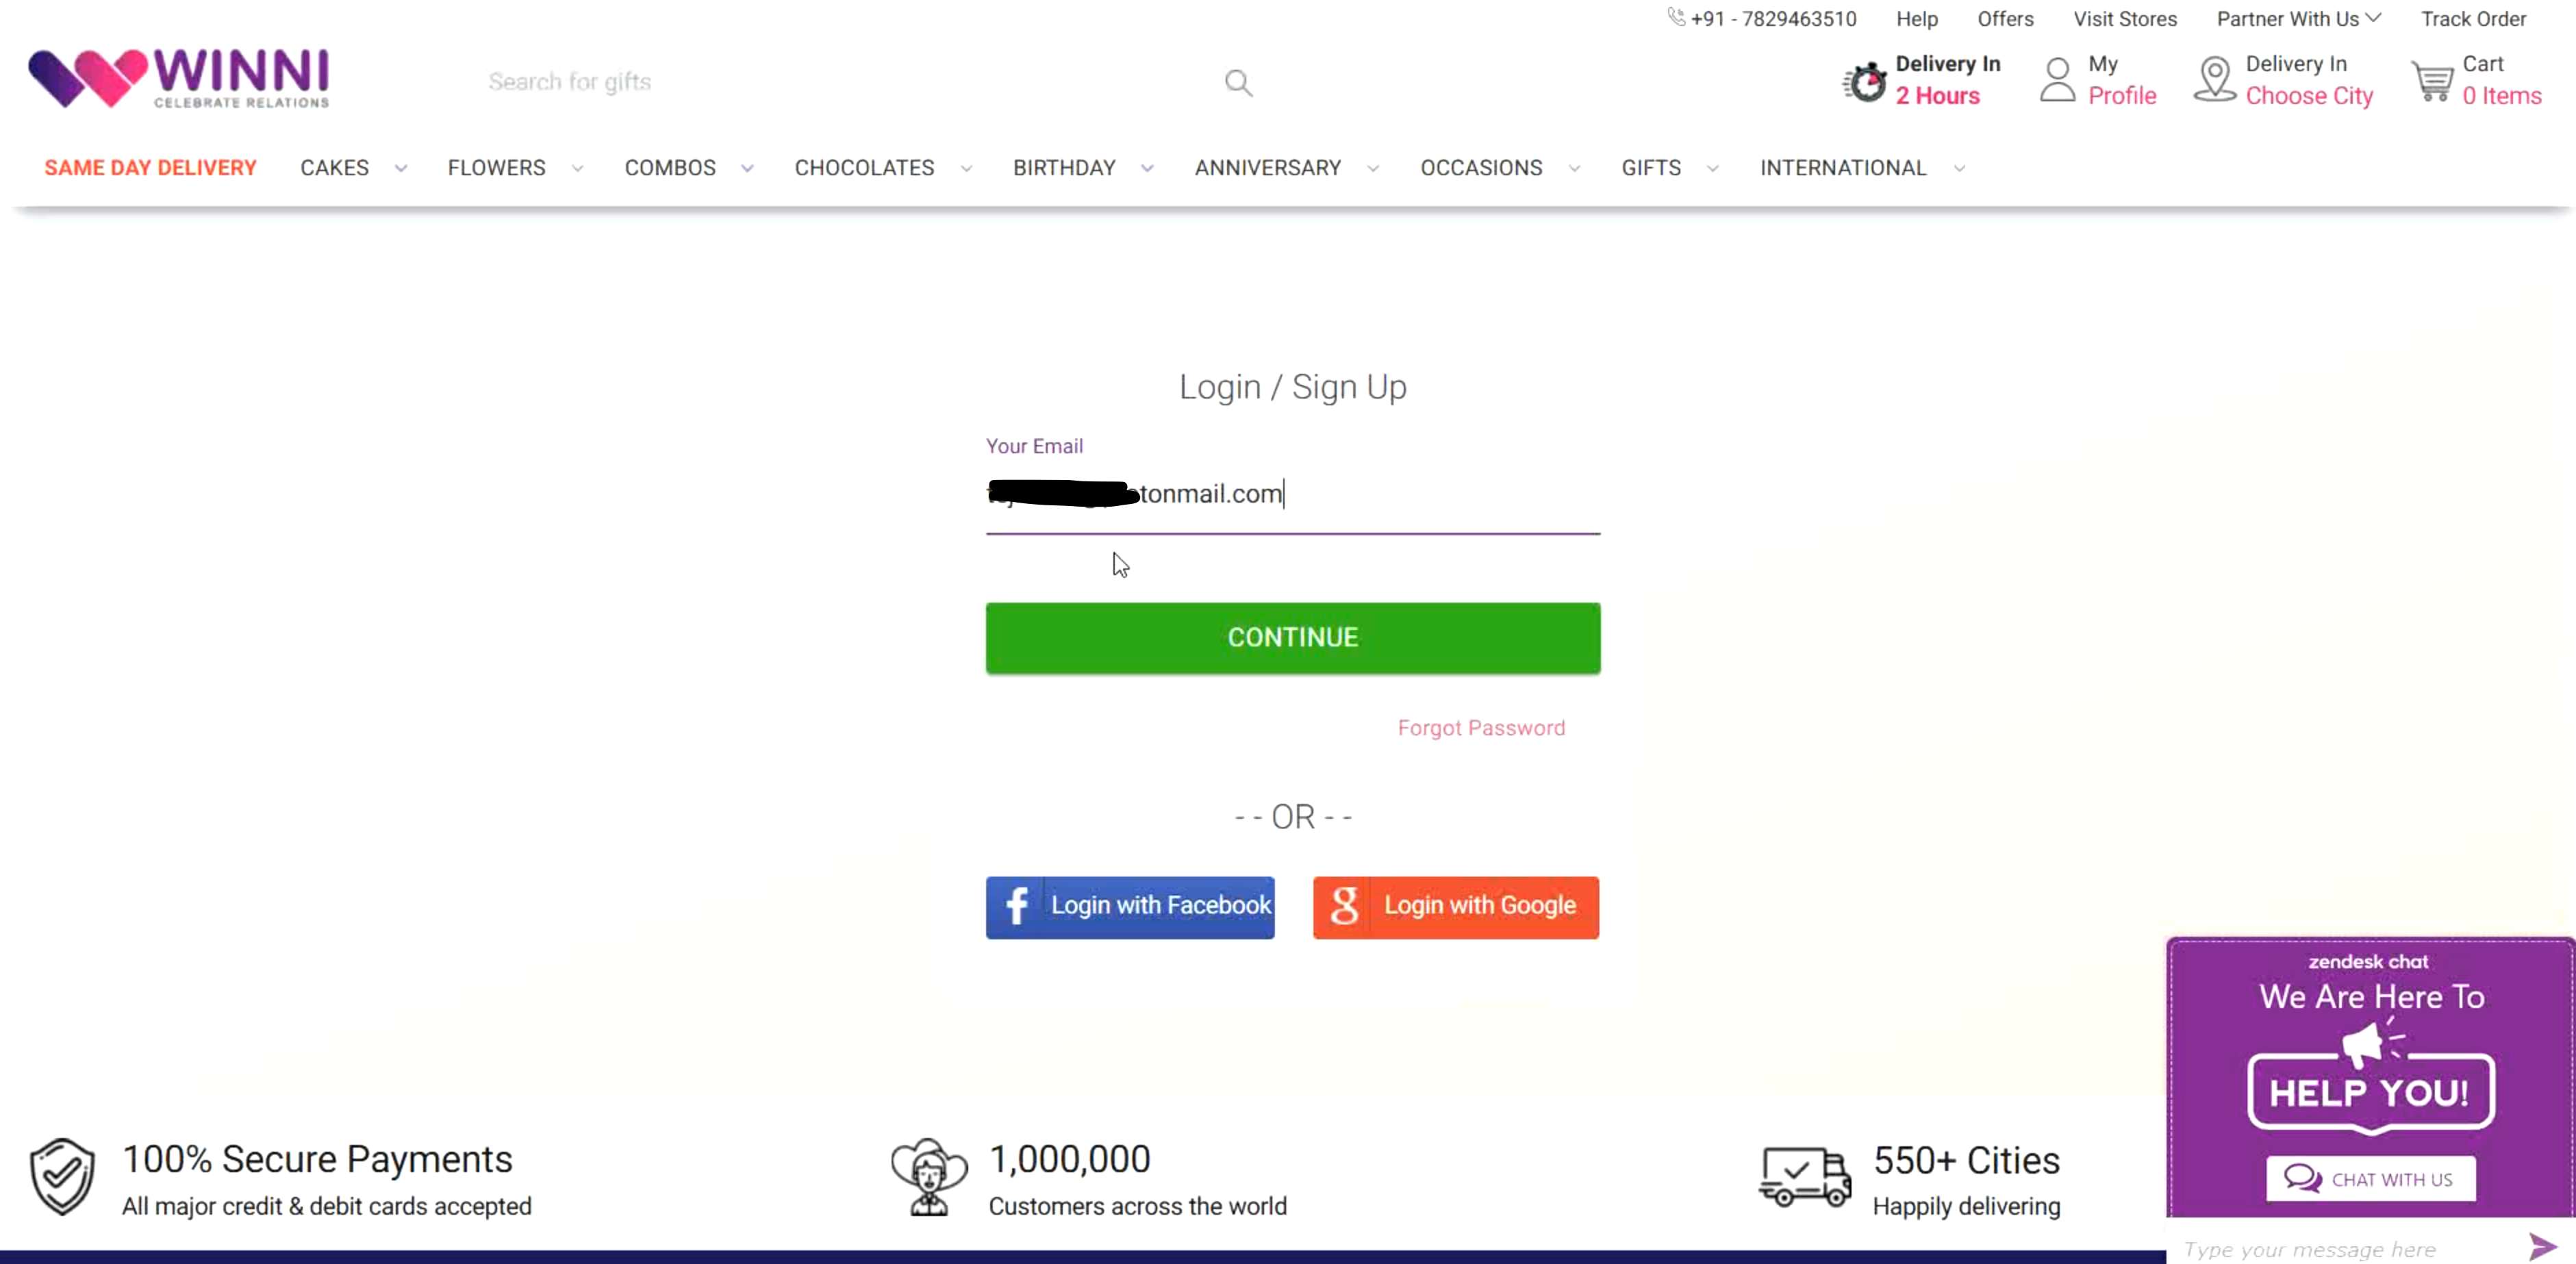 +91 - 7829463510 Help Offers Visit Stores Partner With Us Track Order
WINNI
CELEBRATE RELATIONS
Search for gifts
Delivery In
2 Hours
My
Profile
Delivery In
Choose City
Cart
0 Items
SAME DAY DELIVERY CAKES FLOWERS COMBOS CHOCOLATES BIRTHDAY ANNIVERSARY OCCASIONS GIFTS INTERNATIONAL
Login / Sign Up
Your Email
tonmail.com
CONTINUE
Forgot Password
- - OR - -
f Login with Facebook
g Login with Google
zendesk chat
We Are Here To
HELP YOU!
CHAT WITH US
Type your message here
100% Secure Payments
All major credit & debit cards accepted
1,000,000
Customers across the world
550+ Cities
Happily delivering